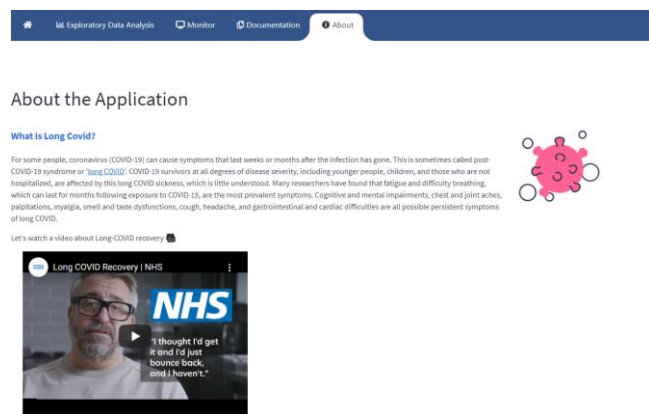 Exploratory Data Analysis Monitor Documentation About
About the Application
What is Long Covid?
For some people, coronavirus (COVID-19) can cause symptoms that last weeks or months after the infection has gone. This is sometimes called post-
COVID-19 syndrome or 'long COVID'. COVID-19 survivors at all degrees of disease severity, including younger people, children, and those who are not
hospitalized, are affected by this long COVID sickness, which is little understood. Many researchers have found that fatigue and difficulty breathing,
which can last for months following exposure to COVID-19, are the most prevalent symptoms. Cognitive and mental impairments, chest and joint aches,
palpitations, myalgia, smell and taste dysfunctions, cough, headache, and gastrointestinal and cardiac difficulties are all possible persistent symptoms
of long COVID.
Let's watch a video about Long-COVID recovery
NHS
Long COVID Recovery | NHS
NHS
"I thought I'd get
it and I'd just
bounce back,
and I haven't."